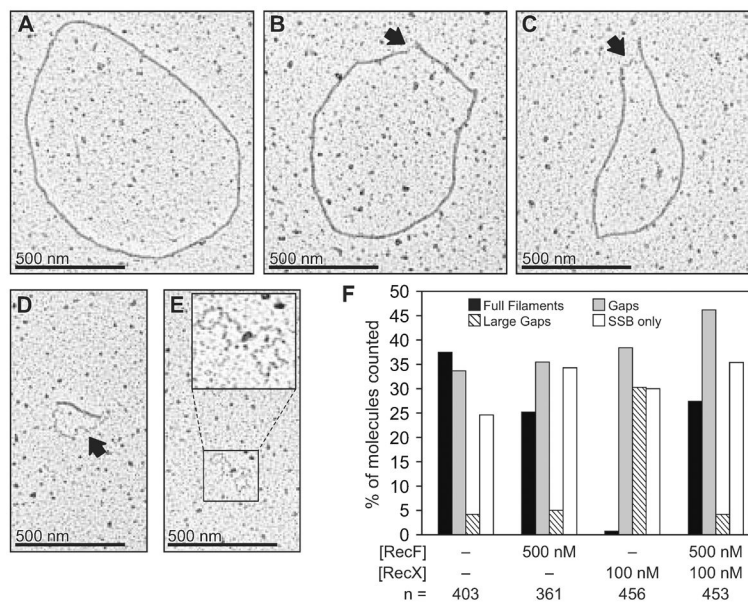 A
500 nm
B
500 nm
C
500 nm
D
500 nm
E
500 nm
F
% of molecules counted
50
45
40
35
30
25
20
15
10
5
0
Full Filaments Gaps
Large Gaps SSB only
[RecF] – 500 nM – 500 nM
[RecX] – – 100 nM 100 nM
n = 403 361 456 453